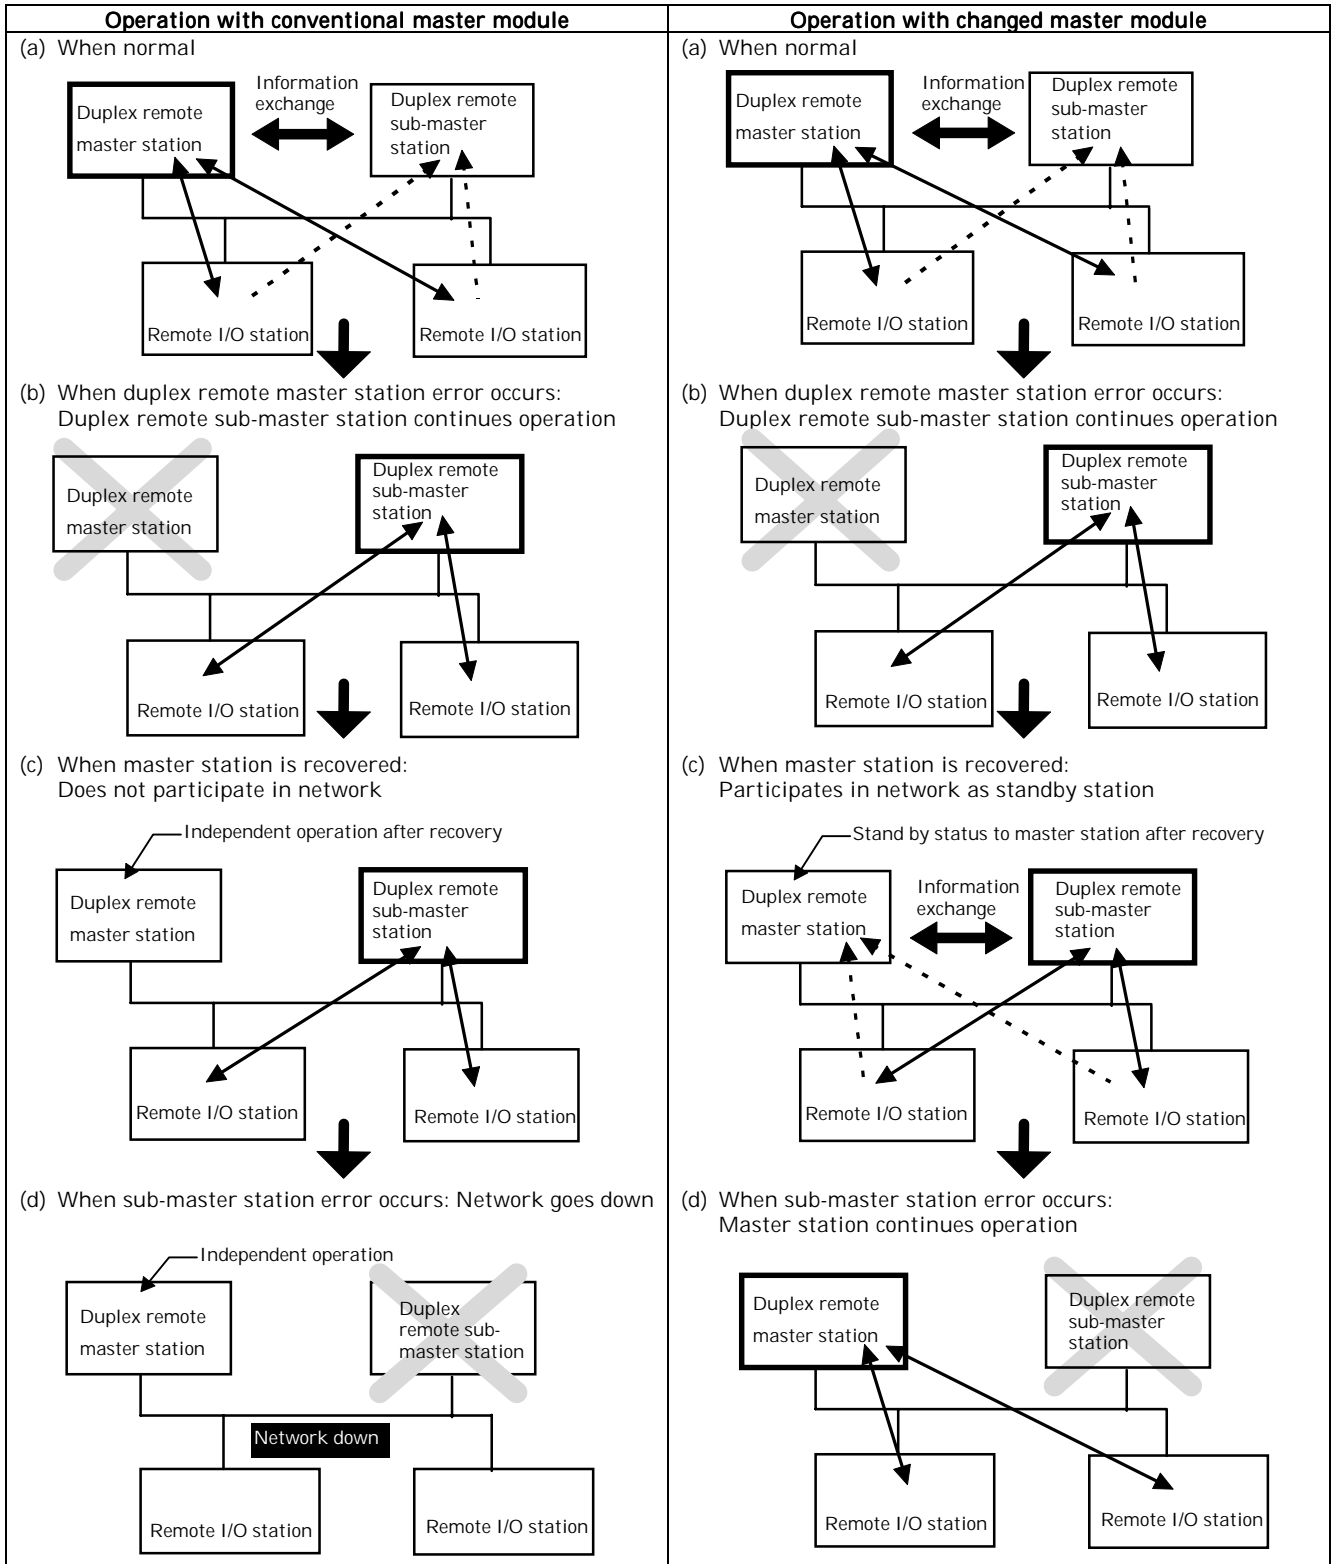 Operation with conventional master module
(a) When normal
Information
exchange
Duplex remote
master station
Duplex remote
sub-master
station
Remote I/O station
Remote I/O station
(b) When duplex remote master station error occurs:
Duplex remote sub-master station continues operation
Duplex remote
master station
Duplex remote
sub-master
station
Remote I/O station
Remote I/O station
(c) When master station is recovered:
Does not participate in network
Independent operation after recovery
Duplex remote
master station
Duplex remote
sub-master
station
Remote I/O station
Remote I/O station
(d) When sub-master station error occurs: Network goes down
Independent operation
Duplex remote
master station
Duplex
remote sub-
master station
Network down
Remote I/O station
Remote I/O station
Operation with changed master module
(a) When normal
Information
exchange
Duplex remote
master station
Duplex remote
sub-master
station
Remote I/O station
Remote I/O station
(b) When duplex remote master station error occurs:
Duplex remote sub-master station continues operation
Duplex remote
master station
Duplex remote
sub-master
station
Remote I/O station
Remote I/O station
(c) When master station is recovered:
Participates in network as standby station
Stand by status to master station after recovery
Duplex remote
master station
Information
exchange
Duplex remote
sub-master
station
Remote I/O station
Remote I/O station
(d) When sub-master station error occurs:
Master station continues operation
Duplex remote
master station
Duplex remote
sub-master
station
Remote I/O station
Remote I/O station